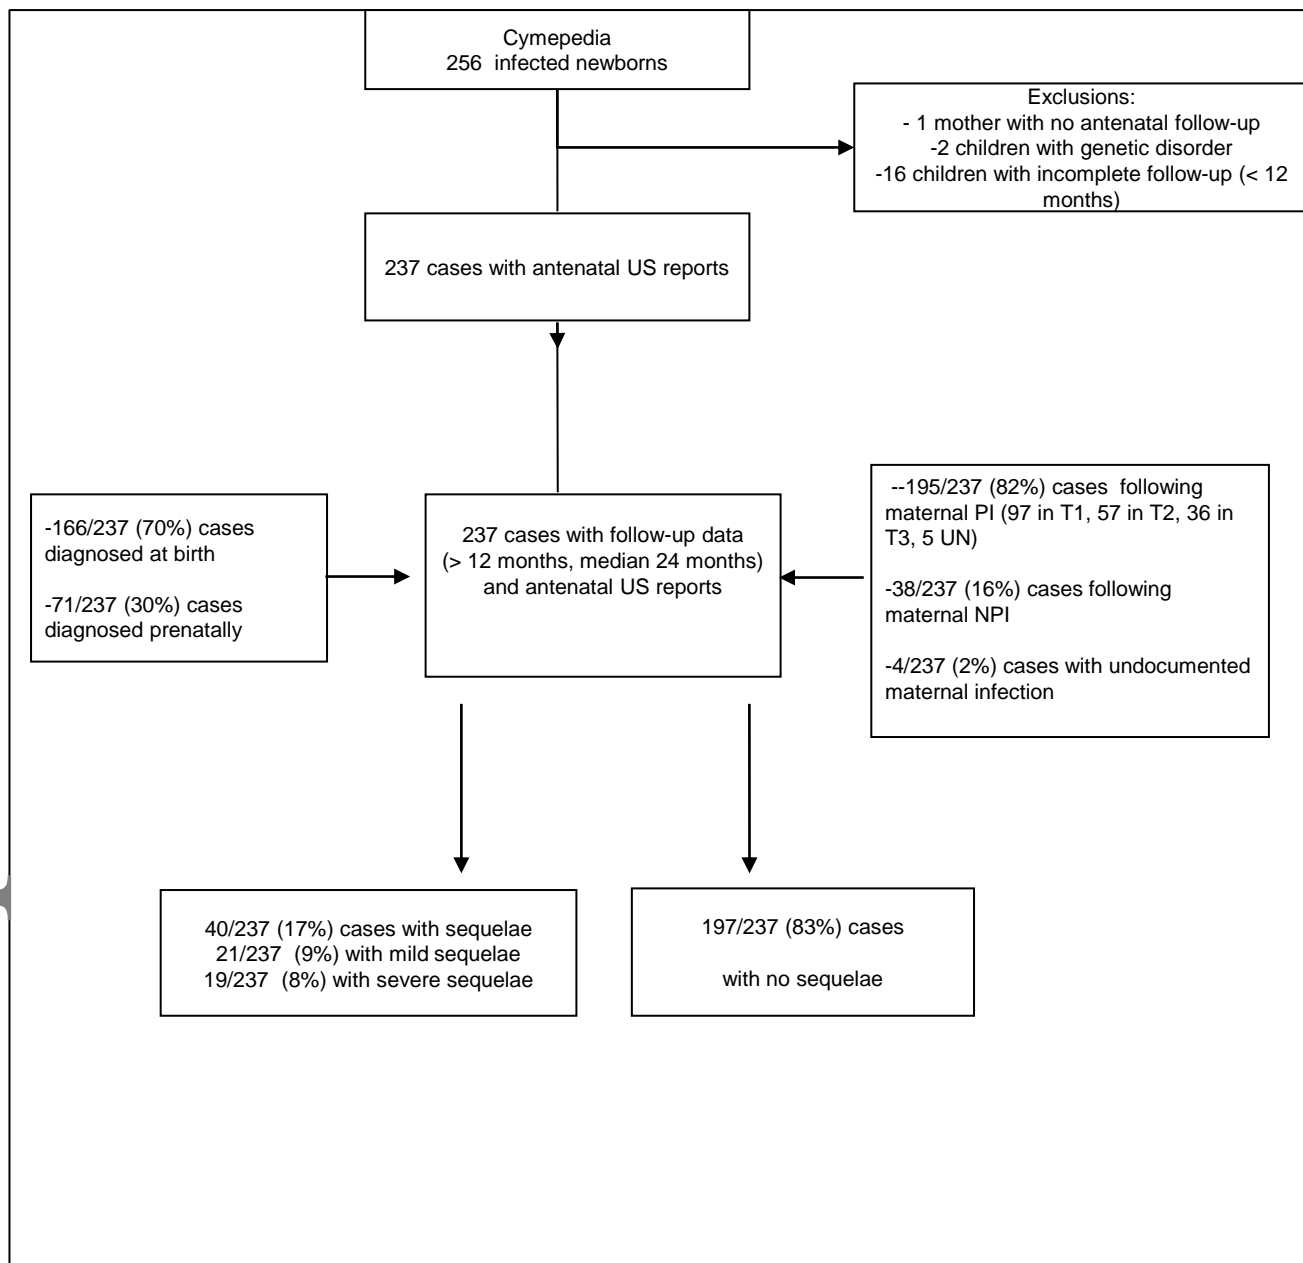 Cymepedia
256 infected newborns
Exclusions:
- 1 mother with no antenatal follow-up
-2 children with genetic disorder
-16 children with incomplete follow-up (< 12
months)
237 cases with antenatal US reports
-166/237 (70%) cases
diagnosed at birth
-71/237 (30%) cases
diagnosed prenatally
237 cases with follow-up data
(> 12 months, median 24 months)
and antenatal US reports
--195/237 (82%) cases following
maternal PI (97 in T1, 57 in T2, 36 in
T3, 5 UN)
-38/237 (16%) cases following
maternal NPI
-4/237 (2%) cases with undocumented
maternal infection
40/237 (17%) cases with sequelae
21/237 (9%) with mild sequelae
19/237 (8%) with severe sequelae
197/237 (83%) cases
with no sequelae